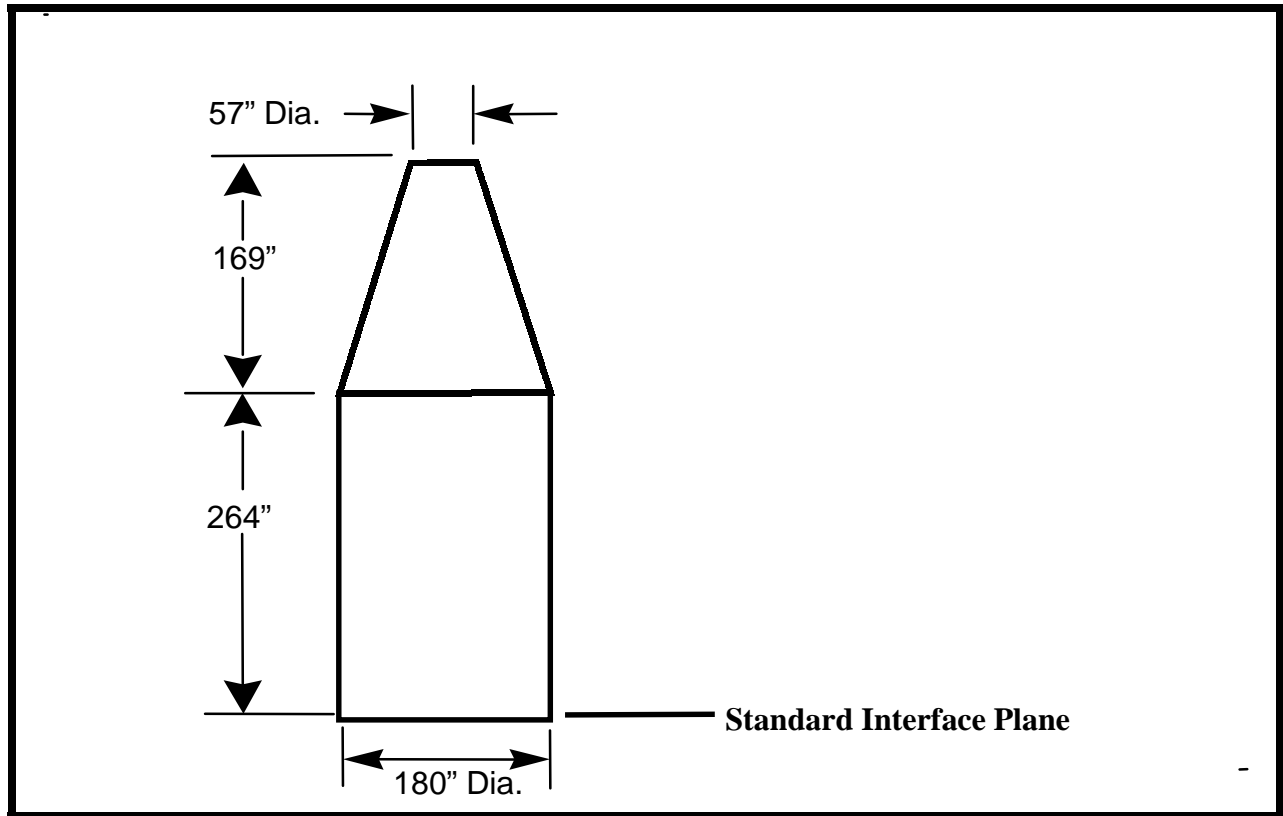 57” Dia.
169”
264”
Standard Interface Plane
180” Dia.